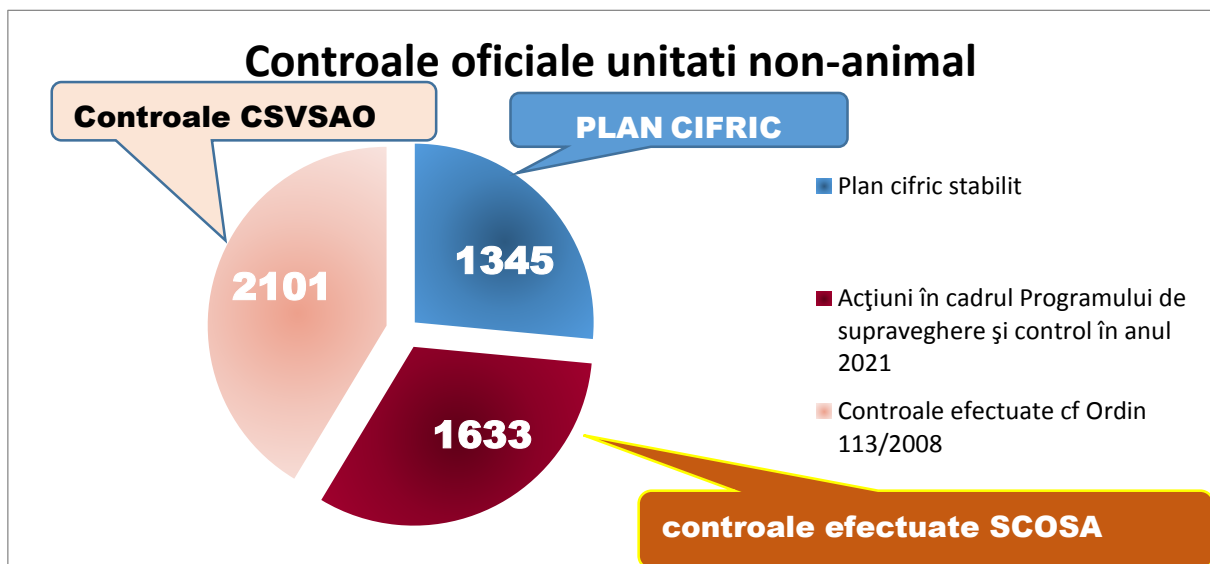 Controale oficiale unitati non-animal
Controale CSVSAO
PLAN CIFRIC
1345
2101
1633
Plan cifric stabilit
Acţiuni în cadrul Programului de
supraveghere şi control în anul
2021
Controale efectuate cf Ordin
113/2008
controale efectuate SCOSA